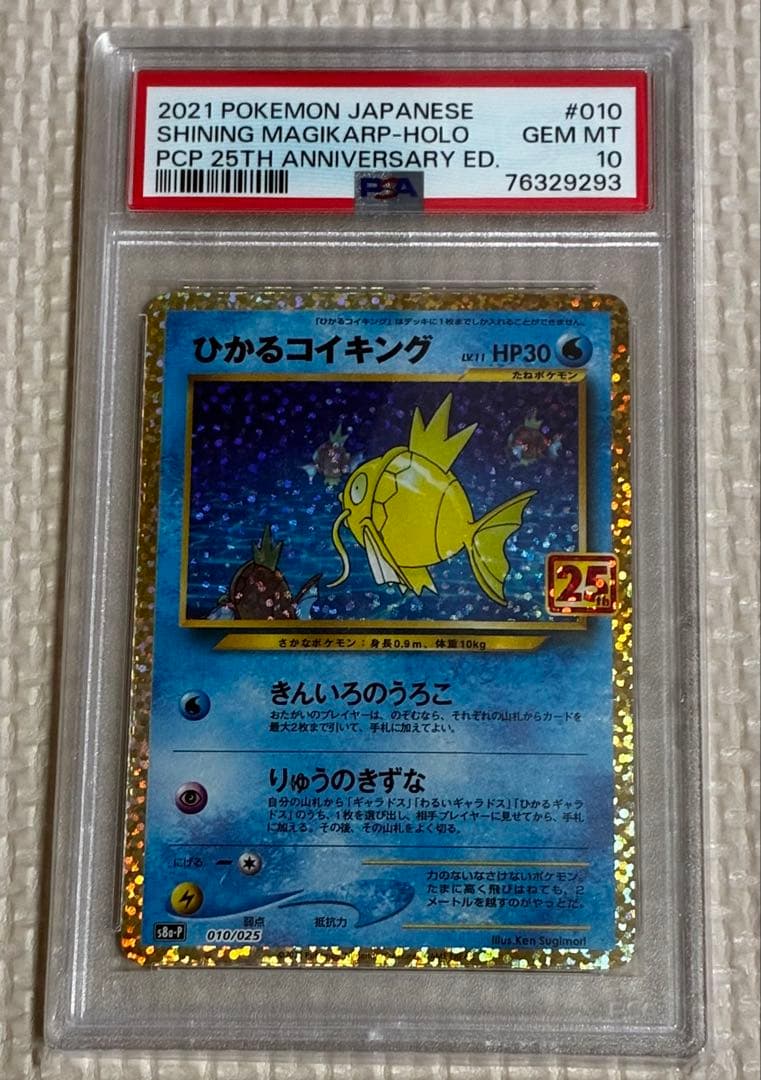 2021 POKEMON JAPANESE #010
SHINING MAGIKARP-HOLO GEM MT
PCP 25TH ANNIVERSARY ED. 10
PSA 76329293
「ひかるコイキング」はデッキに1枚までしか入れることができません。
ひかるコイキング LV.11 HP30
たねポケモン
25th
さかなポケモン：身長0.9m、体重10kg
きんいろのうろこ
おたがいのプレイヤーは、のぞむなら、それぞれの山札からカードを
最大2枚まで引いて、手札に加えてよい。
りゅうのきずな
自分の山札から「ギャラドス」「わるいギャラドス」「ひかるギャラ
ドス」のうち、1枚を選び出し、相手プレイヤーに見せてから、手札
に加える。その後、その山札をよく切る。
にげる
力のないなさけないポケモン。
たまに高く飛びはねても、2
メートルを越すのがやっとだ。
弱点 抵抗力
s8a-P 010/025
Illus.Ken Sugimori